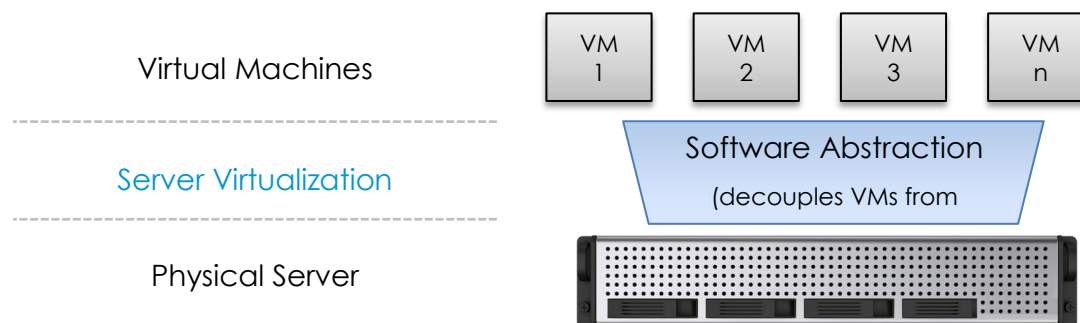 Virtual Machines
VM
1
VM
2
VM
3
VM
n
Server Virtualization
Software Abstraction
(decouples VMs from
Physical Server